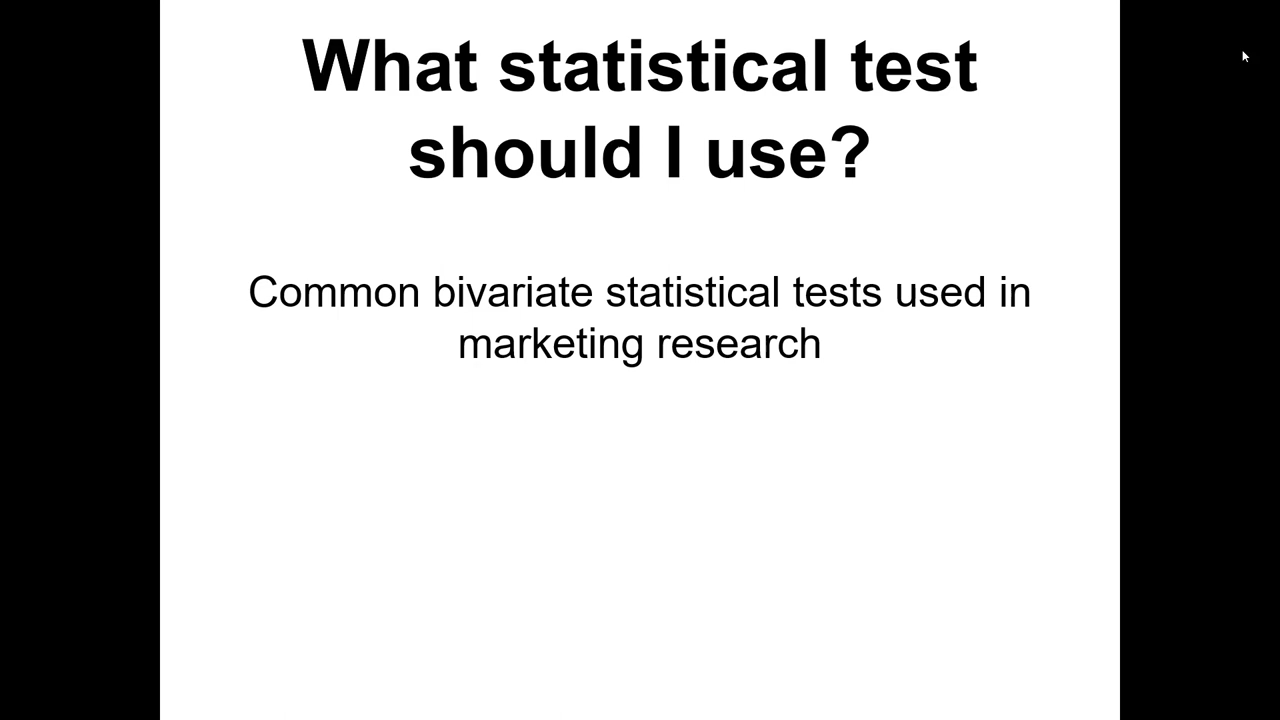 What statistical test
should I use?
Common bivariate statistical tests used in
marketing research